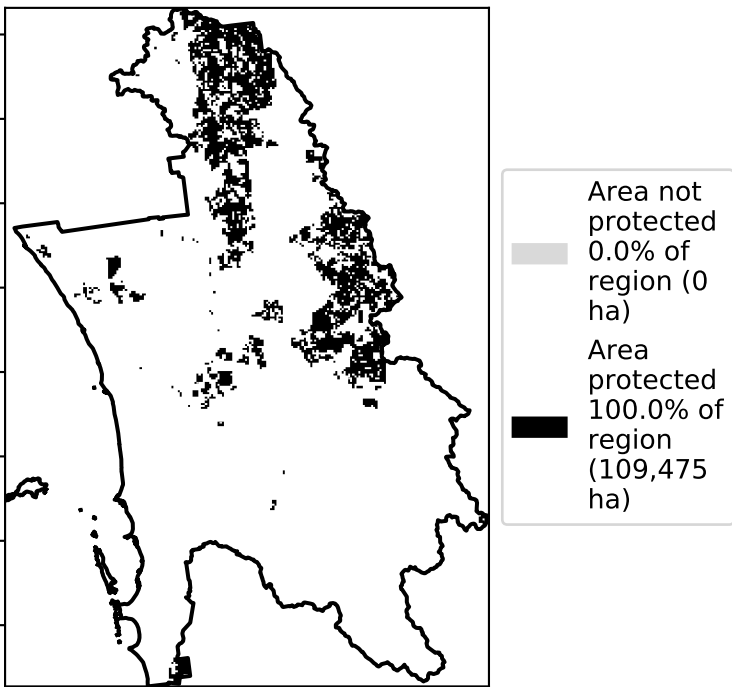 Area not
protected
0.0% of
region (0
ha)
Area
protected
100.0% of
region
(109,475
ha)